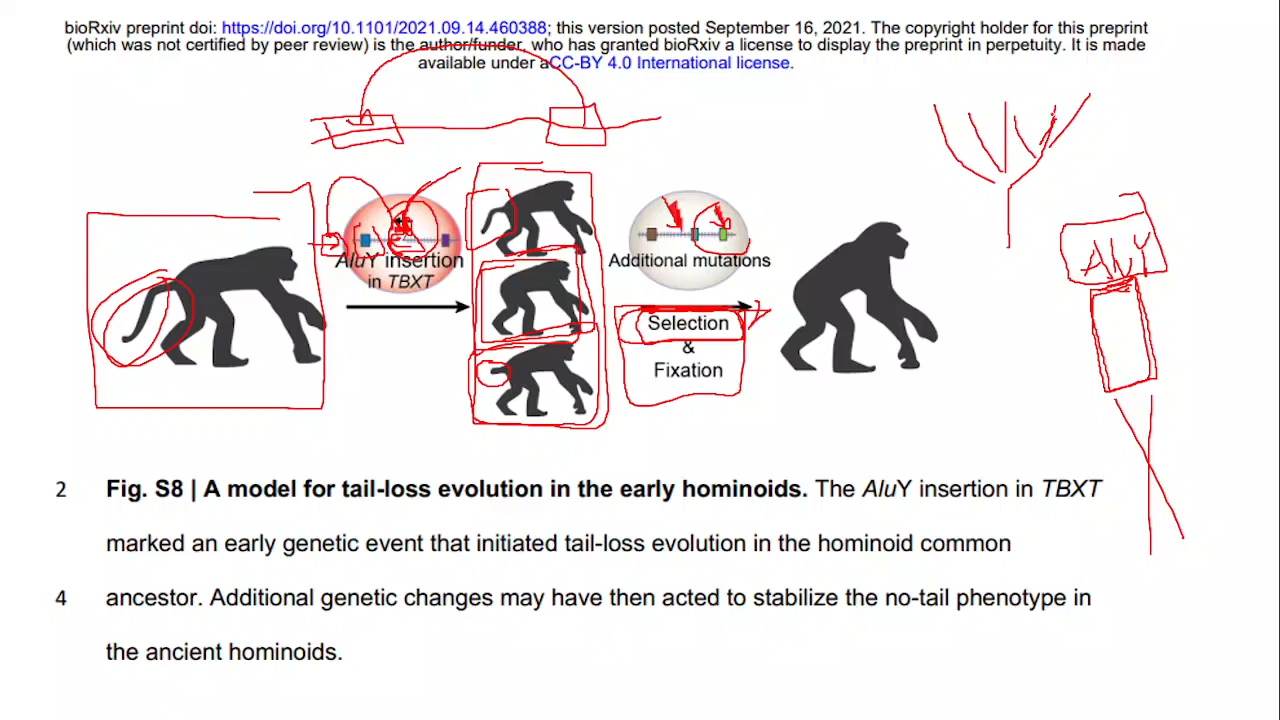 bioRxiv preprint doi: https://doi.org/10.1101/2021.09.14.460388; this version posted September 16, 2021. The copyright holder for this preprint
(which was not certified by peer review) is the author/funder, who has granted bioRxiv a license to display the preprint in perpetuity. It is made
available under aCC-BY 4.0 International license.
ALY
AluY insertion
in TBXT
Additional mutations
Selection
&
Fixation
2 Fig. S8 | A model for tail-loss evolution in the early hominoids. The AluY insertion in TBXT
marked an early genetic event that initiated tail-loss evolution in the hominoid common
4 ancestor. Additional genetic changes may have then acted to stabilize the no-tail phenotype in
the ancient hominoids.